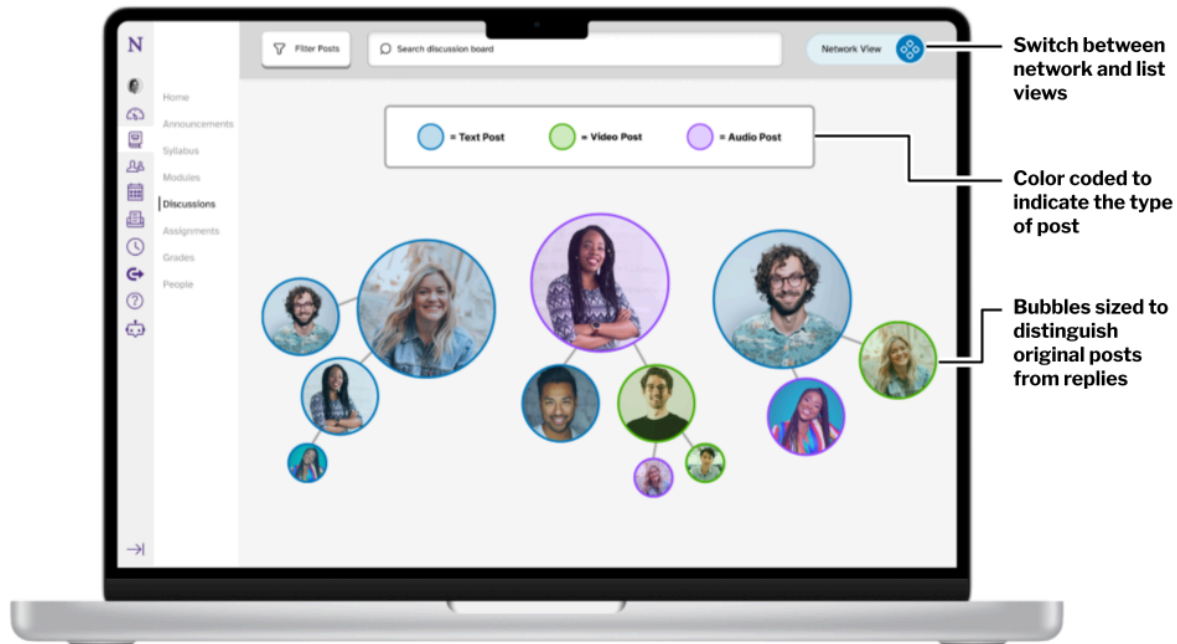 N
Filter Posts
Search discussion board
Network View
Home
Announcements
Syllabus
Modules
Discussions
Assignments
Grades
People
= Text Post
= Video Post
= Audio Post
Switch between
network and list
views
Color coded to
indicate the type
of post
Bubbles sized to
distinguish
original posts
from replies